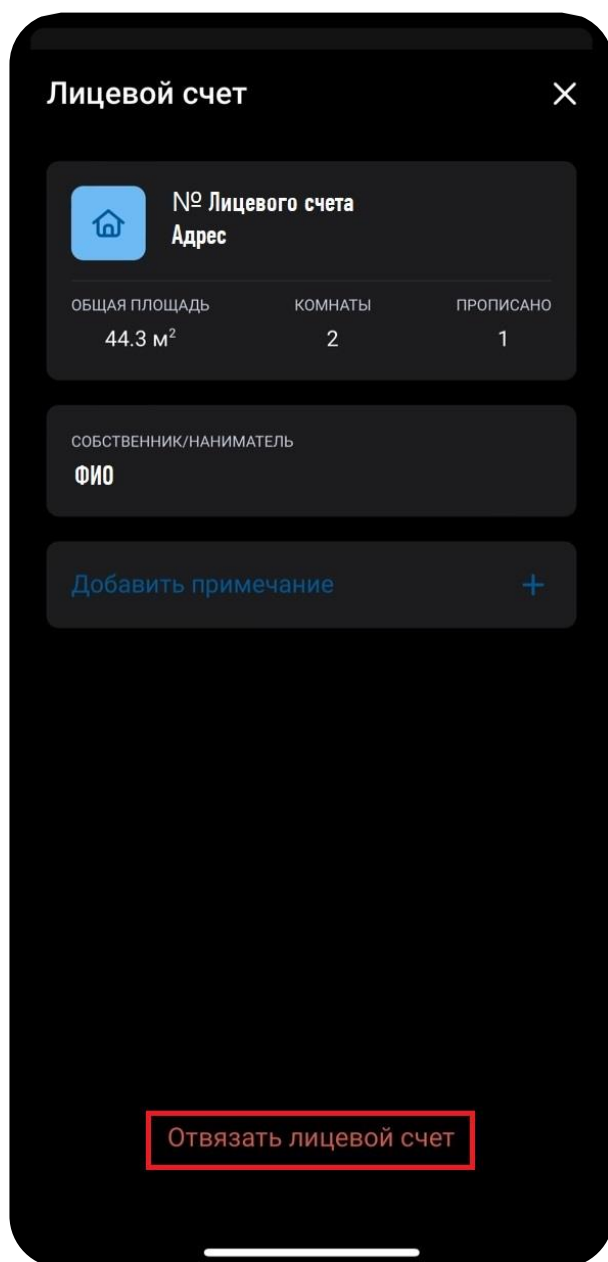 Лицевой счет
№ Лицевого счета
Адрес
ОБЩАЯ ПЛОЩАДЬ КОМНАТЫ ПРОПИСАНО
44.3 м² 2 1
СОБСТВЕННИК/НАНИМАТЕЛЬ
ФИО
Добавить примечание +
Отвязать лицевой счет